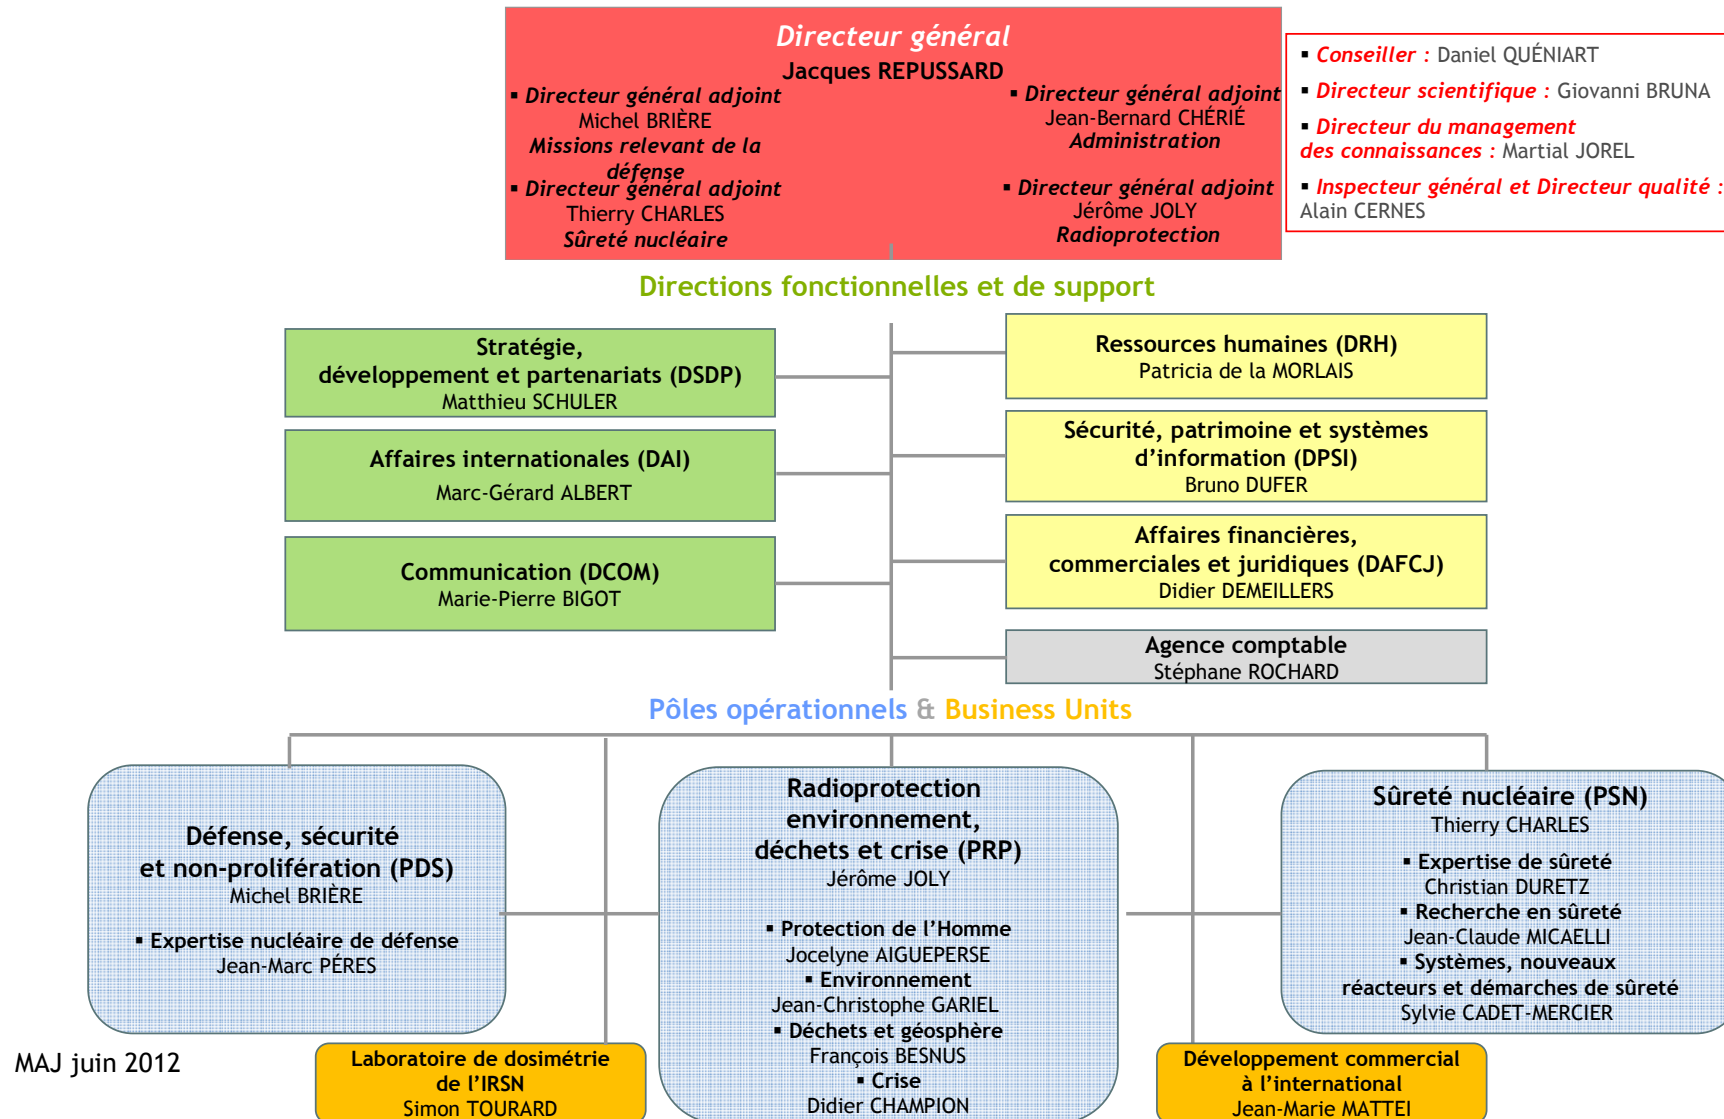 Directeur général
Jacques REPUSSARD
▪ Directeur général adjoint
Michel BRIÈRE
Missions relevant de la
défense
▪ Directeur général adjoint
Thierry CHARLES
Sûreté nucléaire
▪ Directeur général adjoint
Jean-Bernard CHÉRIÉ
Administration
▪ Directeur général adjoint
Jérôme JOLY
Radioprotection
▪ Conseiller : Daniel QUÉNIART
▪ Directeur scientifique : Giovanni BRUNA
▪ Directeur du management
des connaissances : Martial JOREL
▪ Inspecteur général et Directeur qualité :
Alain CERNES
Directions fonctionnelles et de support
Stratégie,
développement et partenariats (DSDP)
Matthieu SCHULER
Affaires internationales (DAI)
Marc-Gérard ALBERT
Communication (DCOM)
Marie-Pierre BIGOT
Ressources humaines (DRH)
Patricia de la MORLAIS
Sécurité, patrimoine et systèmes
d’information (DPSI)
Bruno DUFER
Affaires financières,
commerciales et juridiques (DAFCJ)
Didier DEMEILLERS
Agence comptable
Stéphane ROCHARD
Pôles opérationnels & Business Units
Défense, sécurité
et non-prolifération (PDS)
Michel BRIÈRE
▪ Expertise nucléaire de défense
Jean-Marc PÉRES
Radioprotection
environnement,
déchets et crise (PRP)
Jérôme JOLY
▪ Protection de l’Homme
Jocelyne AIGUEPERSE
▪ Environnement
Jean-Christophe GARIEL
▪ Déchets et géosphère
François BESNUS
▪ Crise
Didier CHAMPION
Sûreté nucléaire (PSN)
Thierry CHARLES
▪ Expertise de sûreté
Christian DURETZ
▪ Recherche en sûreté
Jean-Claude MICAELLI
▪ Systèmes, nouveaux
réacteurs et démarches de sûreté
Sylvie CADET-MERCIER
Laboratoire de dosimétrie
de l’IRSN
Simon TOURARD
Développement commercial
à l’international
Jean-Marie MATTEI
MAJ juin 2012